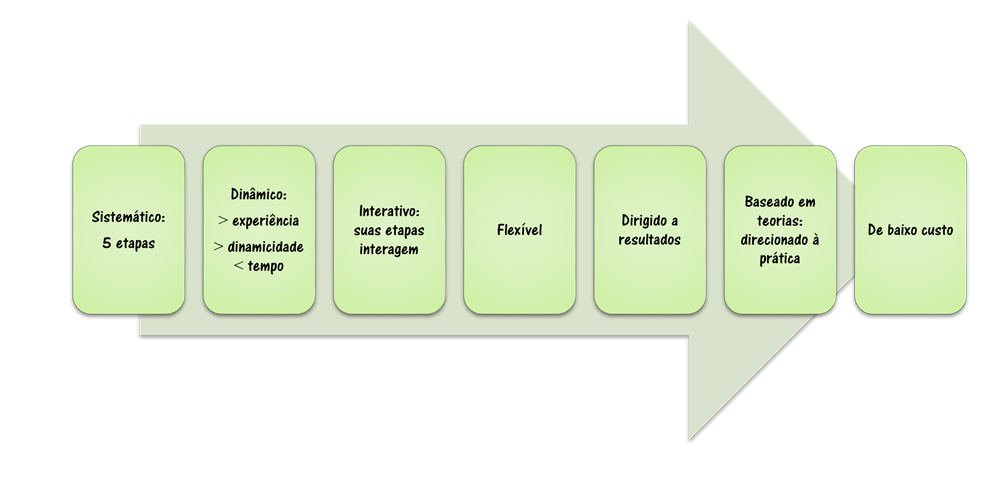 Sistemático:
5 etapas
Dinâmico:
> experiência
> dinamicidade
< tempo
Interativo:
suas etapas
interagem
Flexível
Dirigido a
resultados
Baseado em
teorias:
direcionado à
prática
De baixo custo